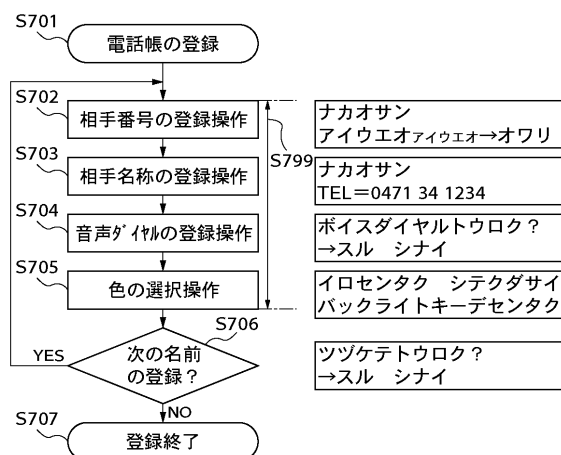 S701
電話帳の登録
S702
相手番号の登録操作
S703
相手名称の登録操作
S704
音声ﾀﾞｲﾔﾙの登録操作
S705
色の選択操作
S799
S706
次の名前
の登録?
YES
NO
S707
登録終了
ナカオサン
アイウエオァィゥェォ→オワリ
ナカオサン
TEL=0471 34 1234
ボイスダイヤルトウロク?
→スル シナイ
イロセンタク シテクダサイ
バックライトキーデセンタク
ツヅケテトウロク?
→スル シナイ